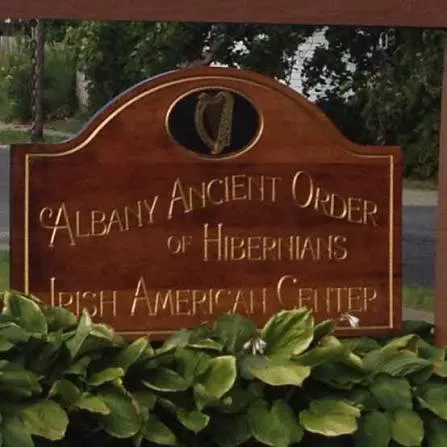 Albany Ancient Order
of Hibernians
Irish American Center